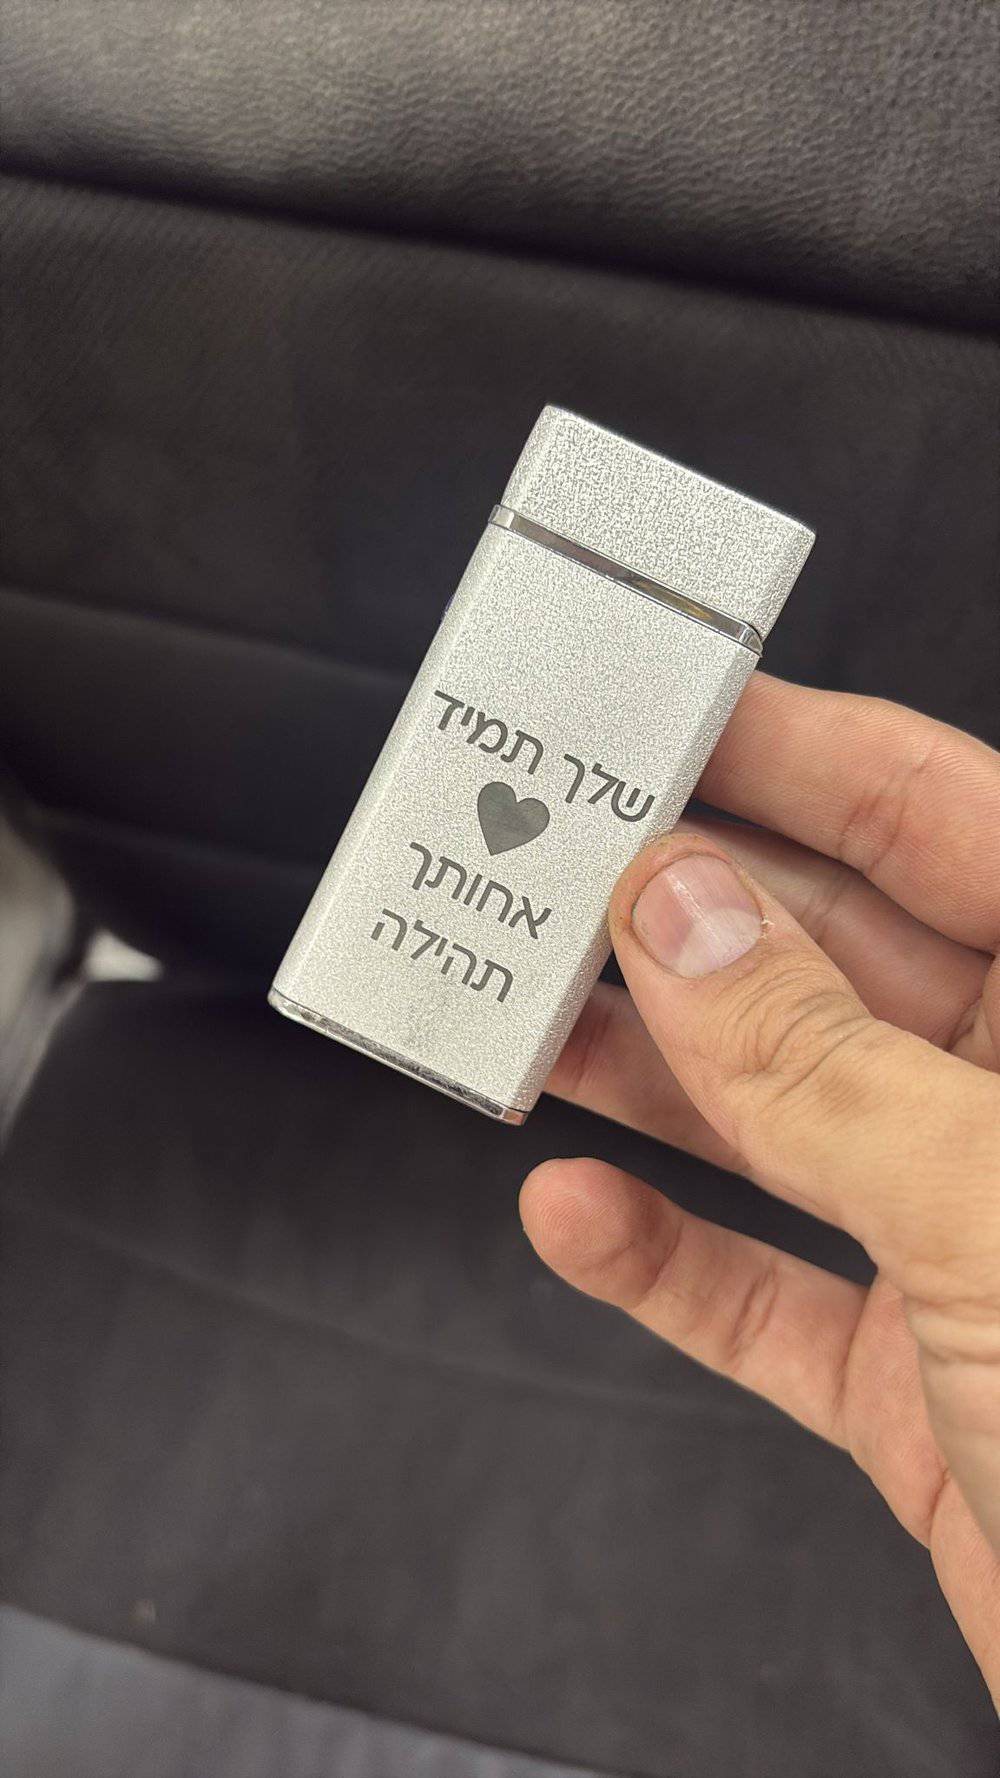 שלך תמיד
♥
אחותך
תהילה